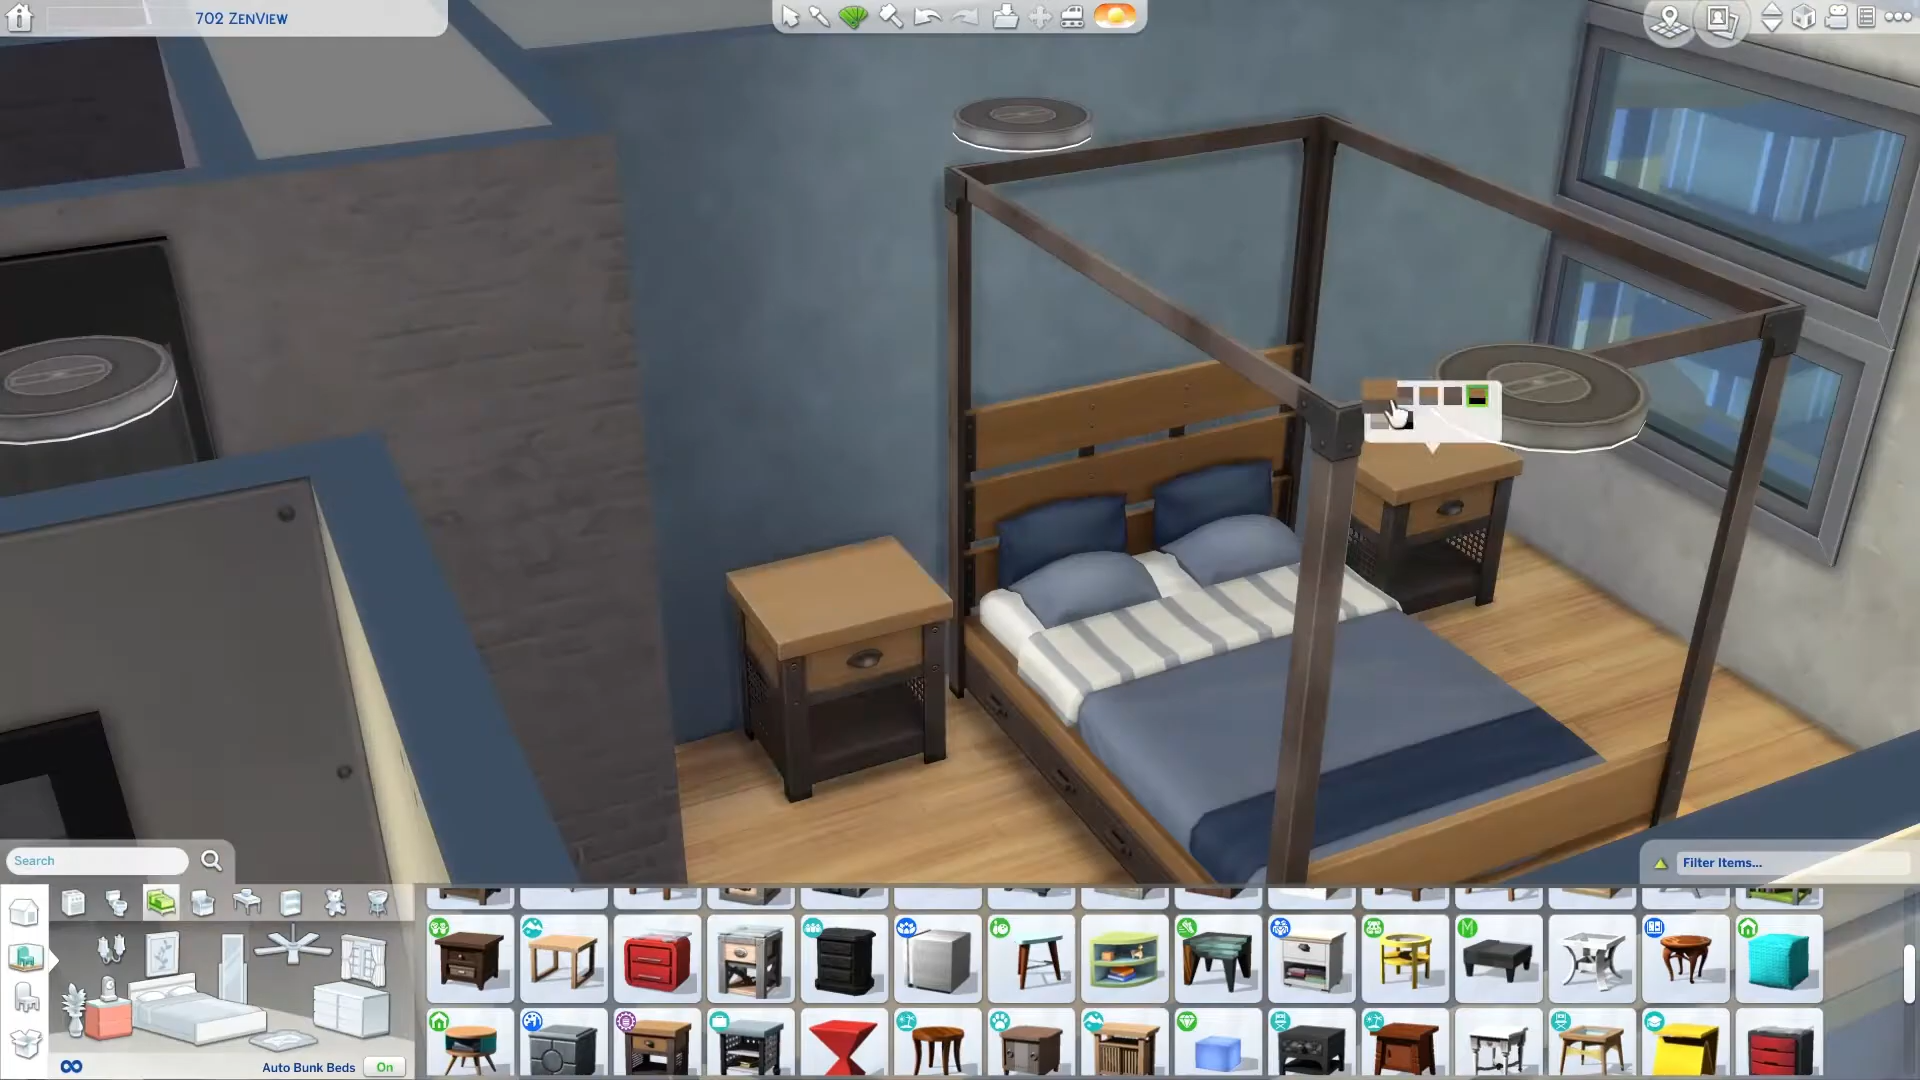 702 ZENVIEW
Search
Filter Items...
Auto Bunk Beds
On
M